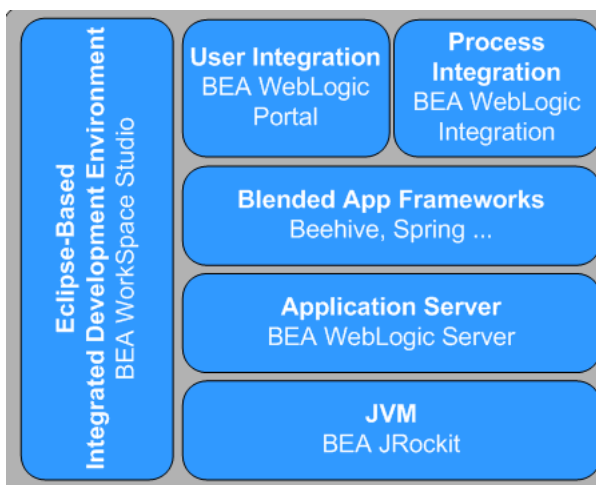 Eclipse-Based
Integrated Development Environment
BEA WorkSpace Studio
User Integration
BEA WebLogic
Portal
Process
Integration
BEA WebLogic
Integration
Blended App Frameworks
Beehive, Spring ...
Application Server
BEA WebLogic Server
JVM
BEA JRockit